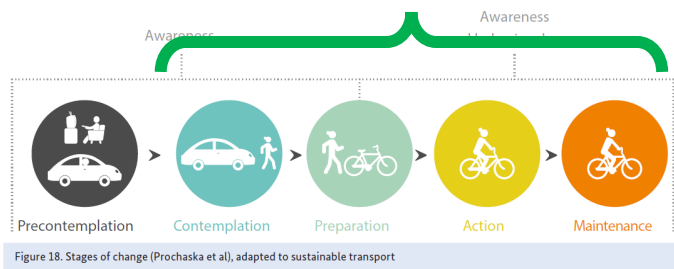 Awareness
Awareness
Precontemplation
Contemplation
Preparation
Action
Maintenance
Figure 18. Stages of change (Prochaska et al), adapted to sustainable transport